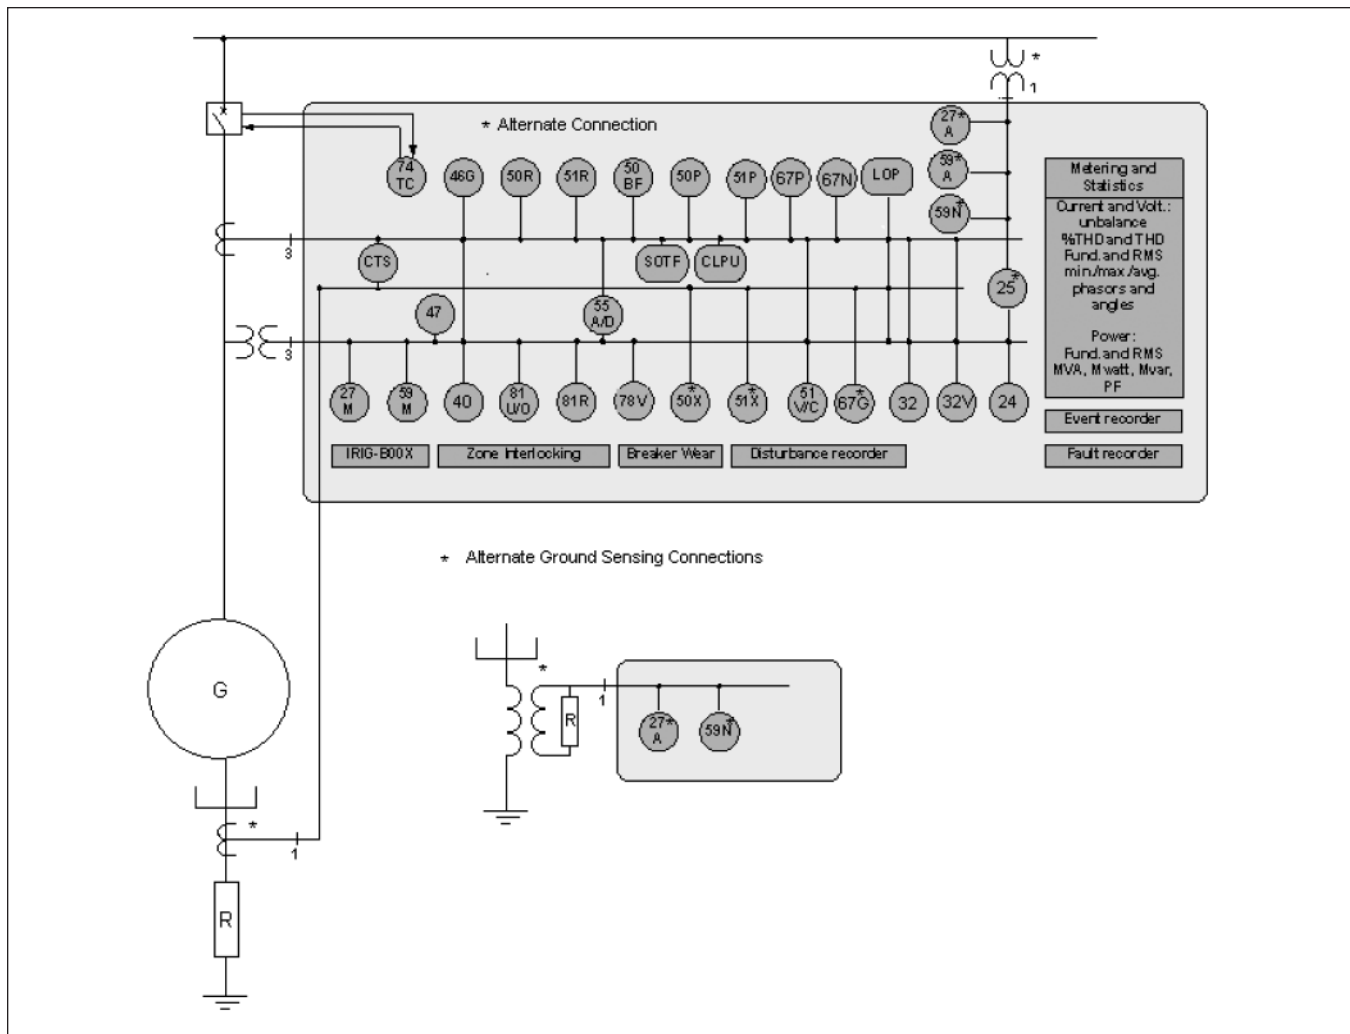 *
1
* Alternate Connection
27*
A
74
TC
46G
50R
51R
50
BF
50P
51P
67P
67N
LOP
59*
A
59N*
Metering and
Statistics
Current and Volt.:
unbalance
%THD and THD
Fund.and RMS
min./max./avg.
phasors and
angles
Power:
Fund.and RMS
MVA, Mwatt, Mvar,
PF
3
CTS
SOTF
CLPU
25*
47
55
A/D
3
27
M
59
M
40
81
U/O
81R
78V
50X*
51X*
51
V/C
67G*
32
32V
24
IRIG-B00X
Zone Interlocking
Breaker Wear
Disturbance recorder
Event recorder
Fault recorder
* Alternate Ground Sensing Connections
G
*
1
R
*
1
R
27*
A
59N*